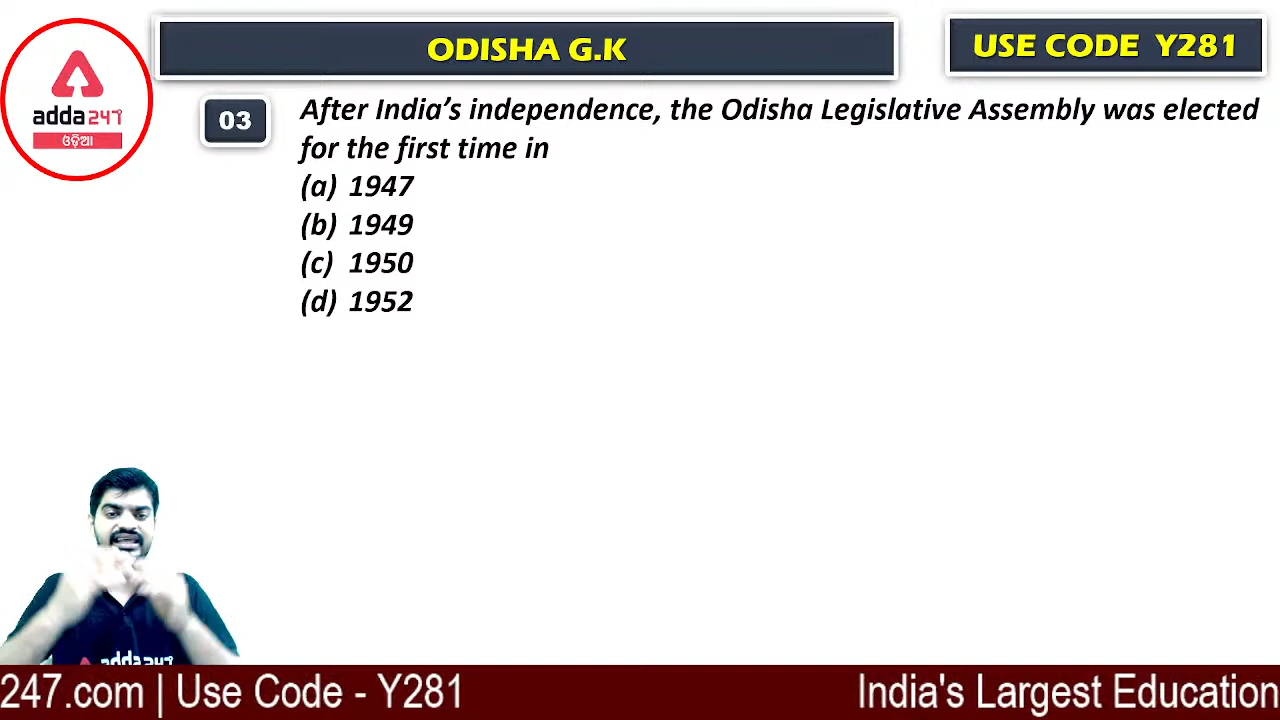 ODISHA G.K
USE CODE Y281
adda247
ଓଡ଼ିଆ
03
After India's independence, the Odisha Legislative Assembly was elected
for the first time in
(a) 1947
(b) 1949
(c) 1950
(d) 1952
adda247
247.com | Use Code - Y281
India's Largest Education